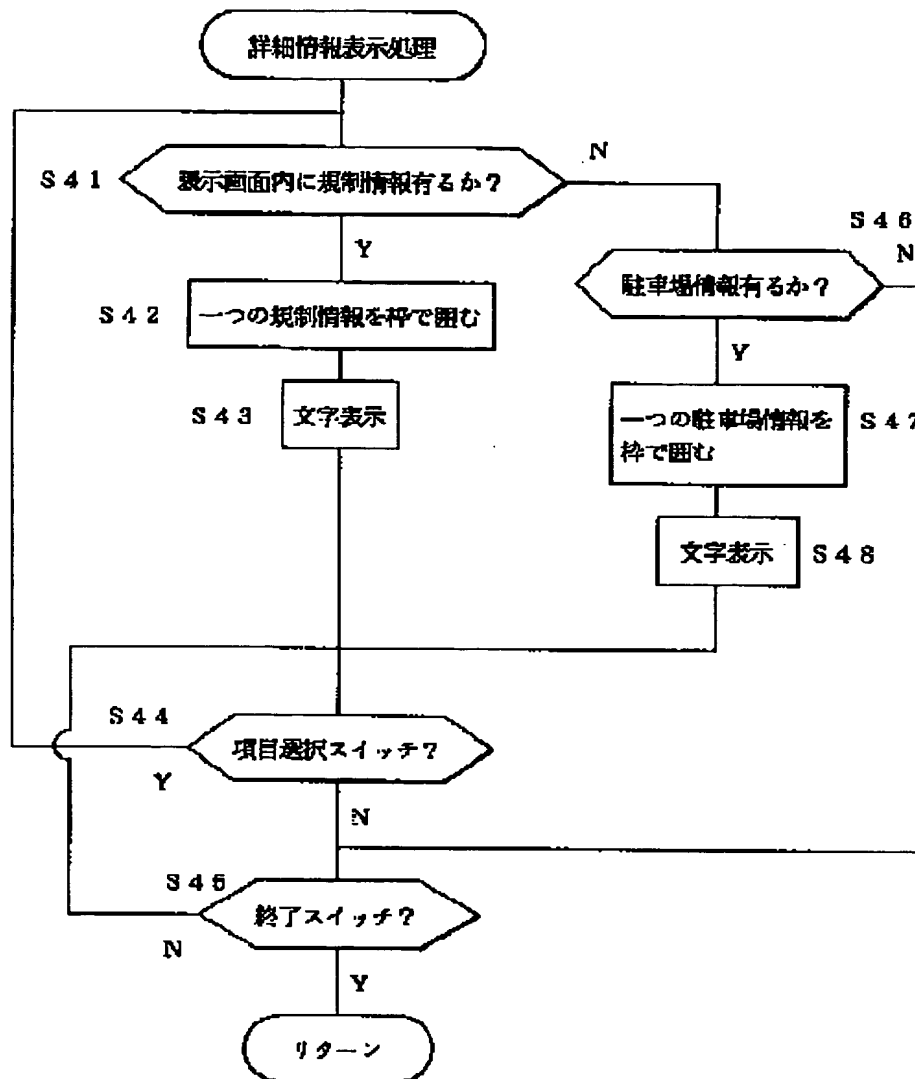 詳細情報表示処理
S41
表示画面内に規制情報有るか?
N
Y
S46
N
駐車場情報有るか?
Y
S42
一つの規制情報を枠で囲む
S43
文字表示
一つの駐車場情報を
枠で囲む
S47
文字表示
S48
S44
項目選択スイッチ?
Y
N
S45
終了スイッチ?
N
Y
リターン